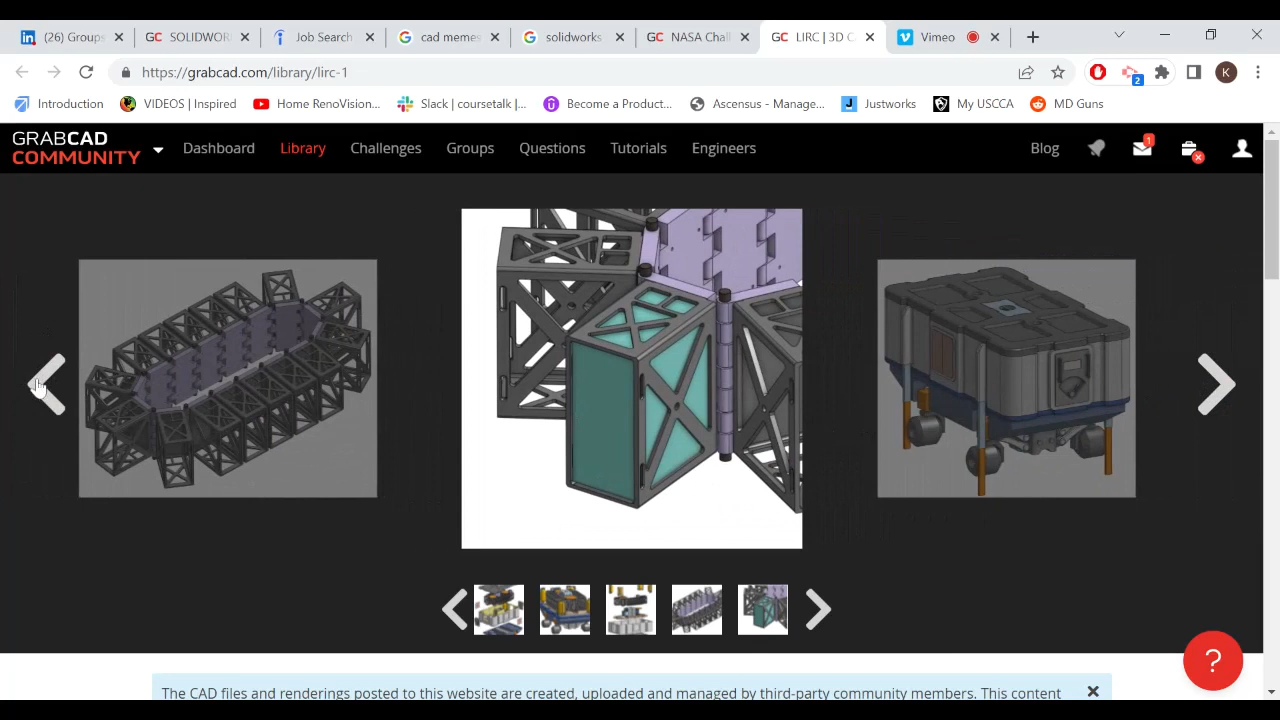 (26) Groups
SOLIDWOR
Job Search
cad memes
solidworks
NASA Chall
LIRC | 3D C
Vimeo
https://grabcad.com/library/lirc-1
2
K
Introduction
VIDEOS | Inspired
Home Renovision...
Slack | coursetalk |...
Become a Product...
Ascensus - Manage...
Justworks
My USCCA
MD Guns
GRABCAD
COMMUNITY
Dashboard
Library
Challenges
Groups
Questions
Tutorials
Engineers
Blog
1
?
The CAD files and renderings posted to this website are created, uploaded and managed by third-party community members. This content